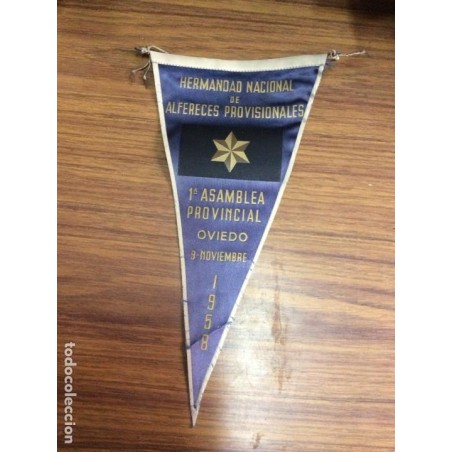 HERMANDAD NACIONAL
DE
ALFERECES PROVISIONALES
1ª ASAMBLEA
PROVINCIAL
OVIEDO
3-NOVIEMBRE
1
9
5
8
todocoleccion